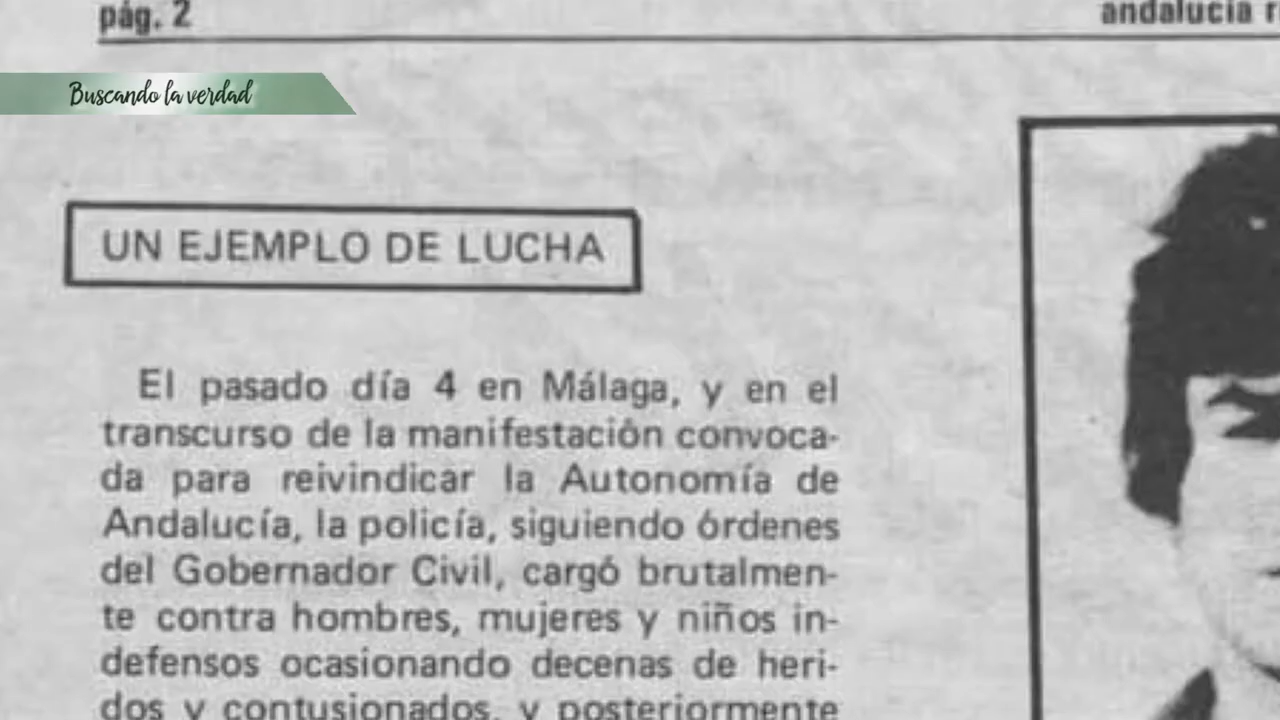 pág. 2
andalucía
Buscando la verdad
UN EJEMPLO DE LUCHA
El pasado día 4 en Málaga, y en el
transcurso de la manifestación convoca-
da para reivindicar la Autonomía de
Andalucía, la policía, siguiendo órdenes
del Gobernador Civil, cargó brutalmen-
te contra hombres, mujeres y niños in-
defensos ocasionando decenas de heri-
dos y contusionados, y posteriormente